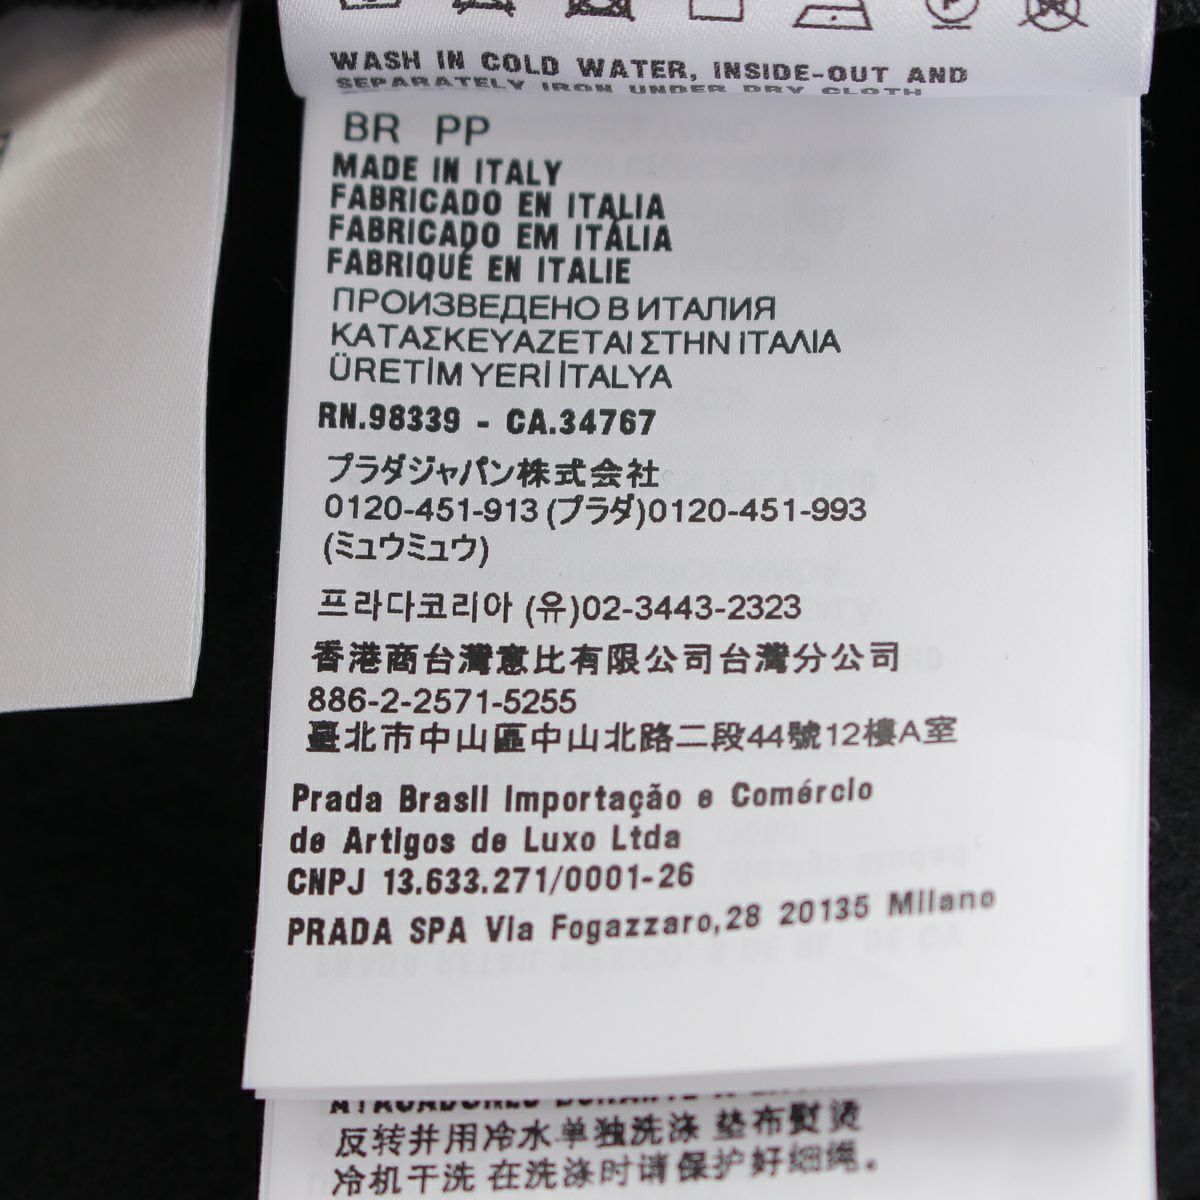 WASH IN COLD WATER, INSIDE-OUT AND
SEPARATELY IRON UNDER DRY CLOTH
BR PP
MADE IN ITALY
FABRICADO EN ITALIA
FABRICADO EM ITÁLIA
FABRIQUÉ EN ITALIE
ПРОИЗВЕДЕНО В ИТАЛИЯ
ΚΑΤΑΣΚΕΥΑΖΕΤΑΙ ΣΤΗΝ ΙΤΑΛΙΑ
ÜRETİM YERİ İTALYA
RN.98339 - CA.34767
プラダジャパン株式会社
0120-451-913 (プラダ)0120-451-993
(ミュウミュウ)
프라다코리아 (유)02-3443-2323
香港商台灣意比有限公司台灣分公司
886-2-2571-5255
臺北市中山區中山北路二段44號12樓A室
Prada Brasil Importação e Comércio
de Artigos de Luxo Ltda
CNPJ 13.633.271/0001-26
PRADA SPA Via Fogazzaro,28 20135 Milano
反转并用冷水单独洗涤 垫布熨烫
冷机干洗 在洗涤时请保护好细绳。